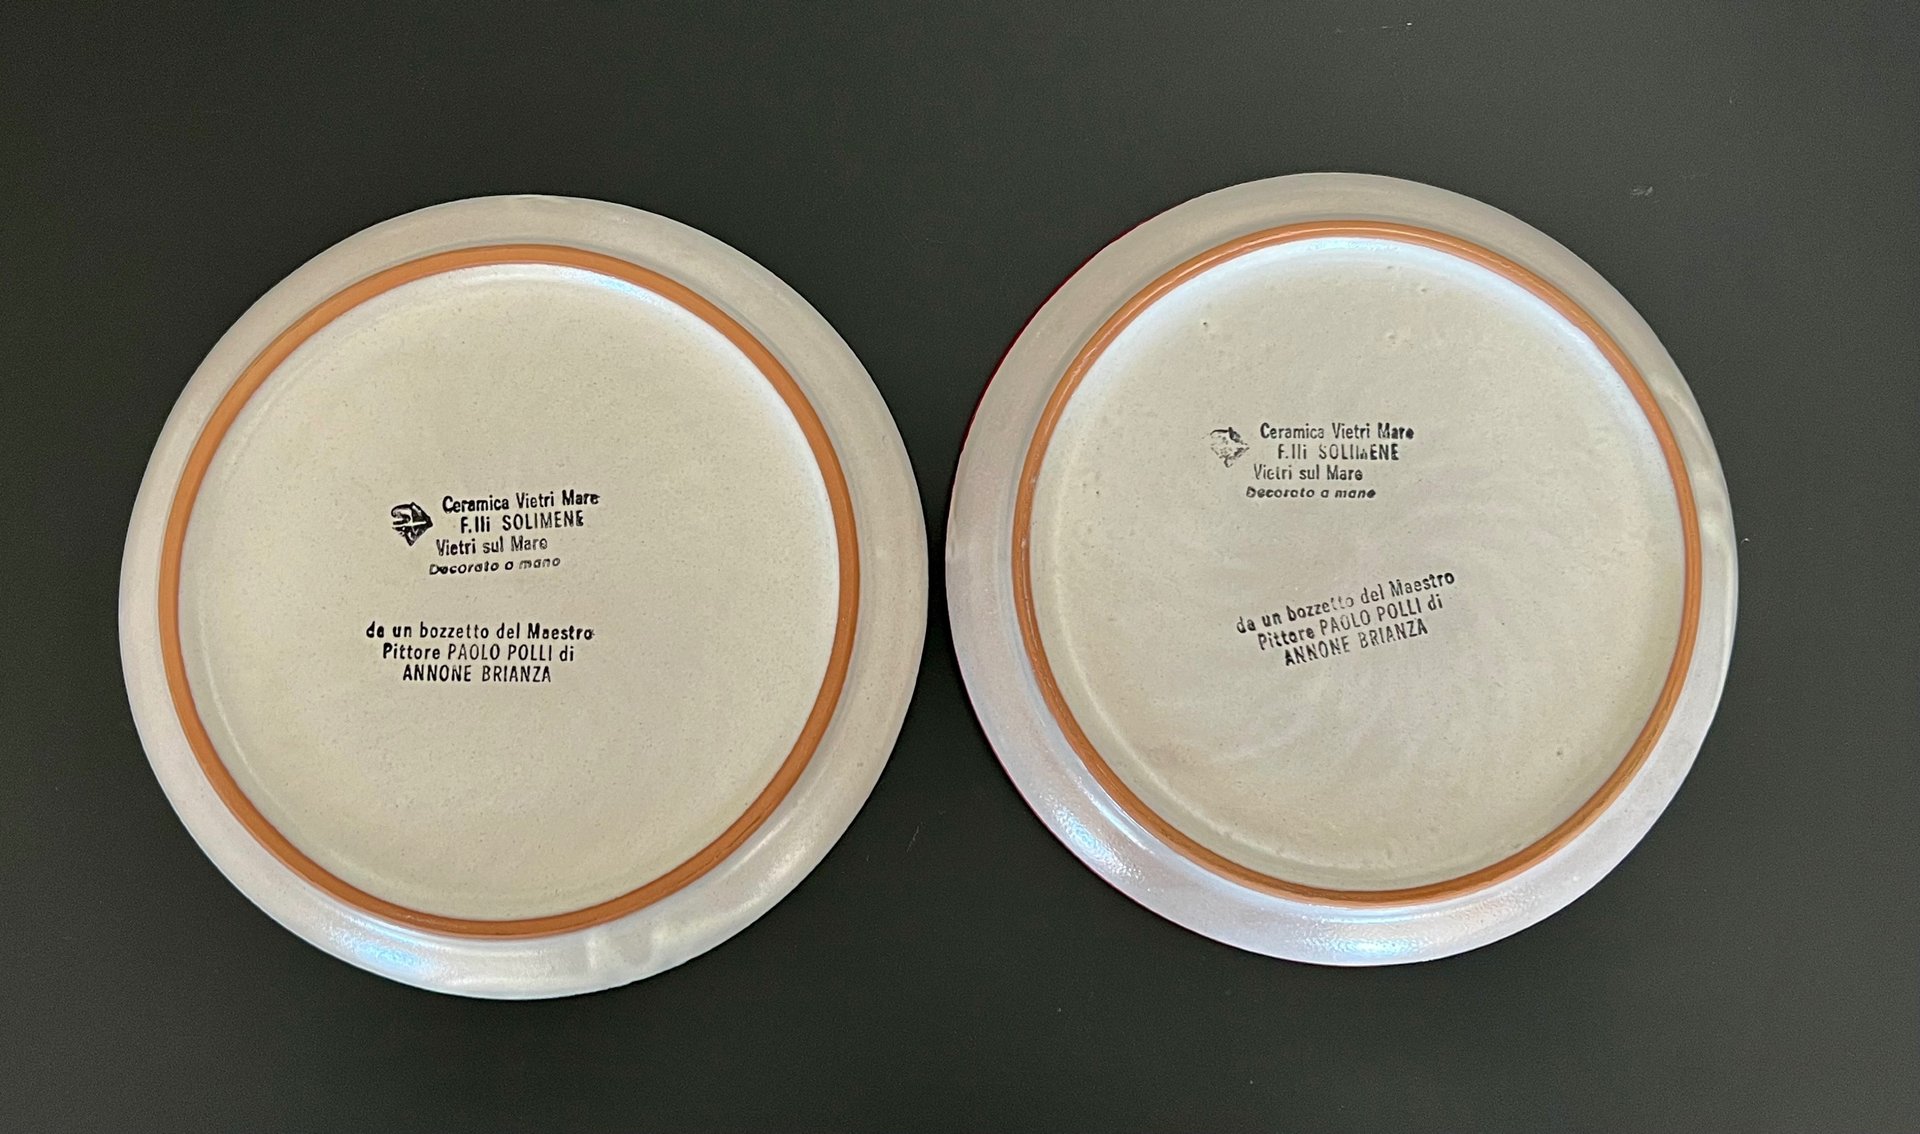 Ceramica Vietri Mare
F.lli SOLIMENE
Vietri sul Mare
Decorato a mano
da un bozzetto del Maestro
Pittore PAOLO POLLI di
ANNONE BRIANZA
Ceramica Vietri Mare
F.lli SOLIMENE
Vietri sul Mare
Decorato a mano
da un bozzetto del Maestro
Pittore PAOLO POLLI di
ANNONE BRIANZA